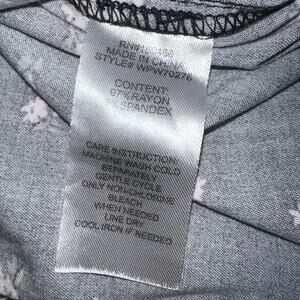 MADE IN CHINA
STYLE# WPW70276
CONTENT:
97% RAYON
3% SPANDEX
CARE INSTRUCTION:
MACHINE WASH COLD
SEPARATELY
GENTLE CYCLE
ONLY NON-CHLORINE
BLEACH
WHEN NEEDED
LINE DRY
COOL IRON IF NEEDED